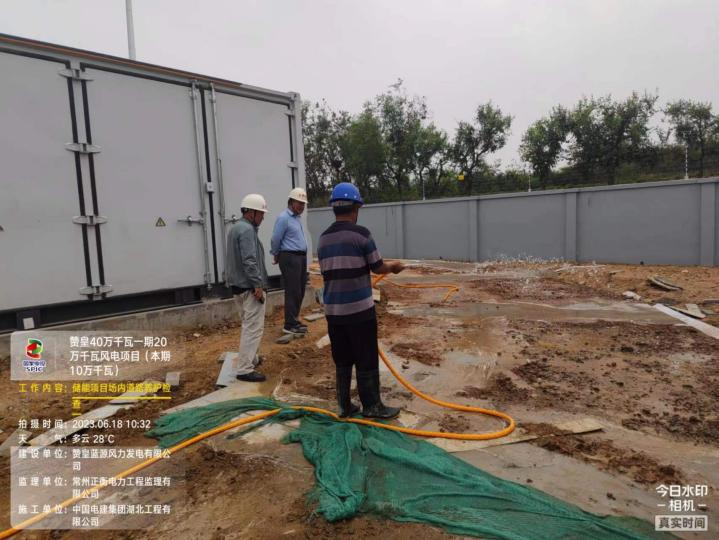 赞皇40万千瓦一期20
万千瓦风电项目（本期
10万千瓦）
国家电投
SPIC
工作内容：储能项目场内道路养护检
查
拍摄时间：2023.06.18 10:32
天气：多云 28°C
建设单位：赞皇蓝源风力发电有限公
司
监理单位：常州正衡电力工程监理有
限公司
施工单位：中国电建集团湖北工程有
限公司
今日水印
-相机-
真实时间